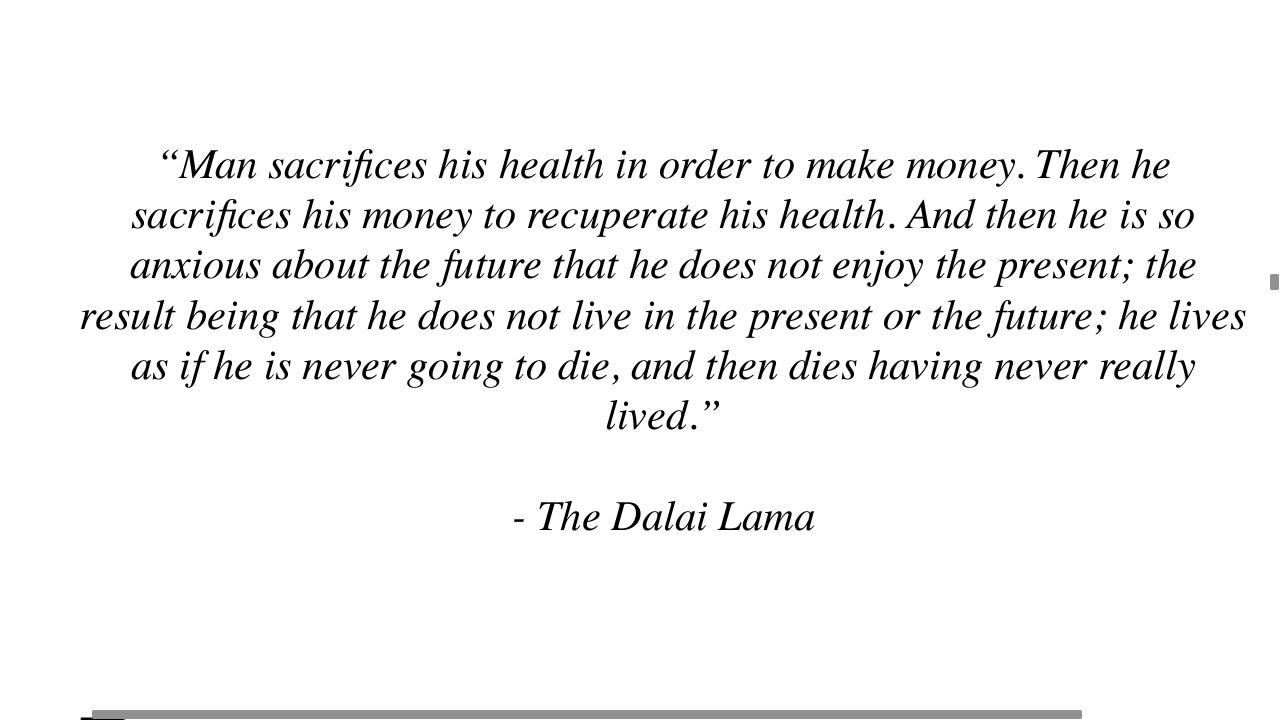 “Man sacrifices his health in order to make money. Then he
sacrifices his money to recuperate his health. And then he is so
anxious about the future that he does not enjoy the present; the
result being that he does not live in the present or the future; he lives
as if he is never going to die, and then dies having never really
lived.”
- The Dalai Lama